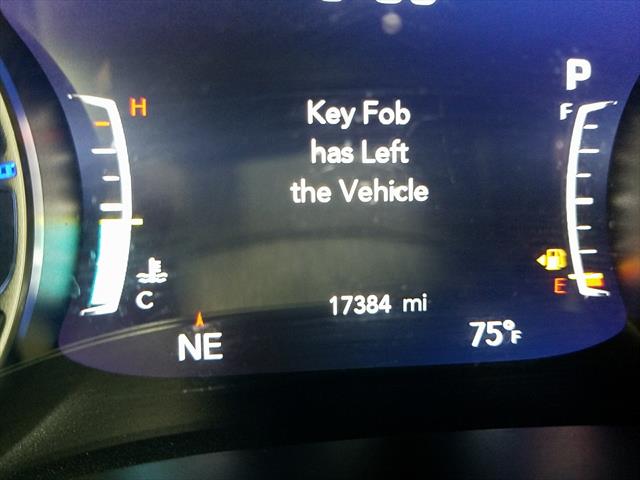 P
H
F
Key Fob
has Left
the Vehicle
E
C
17384 mi
NE
75°F